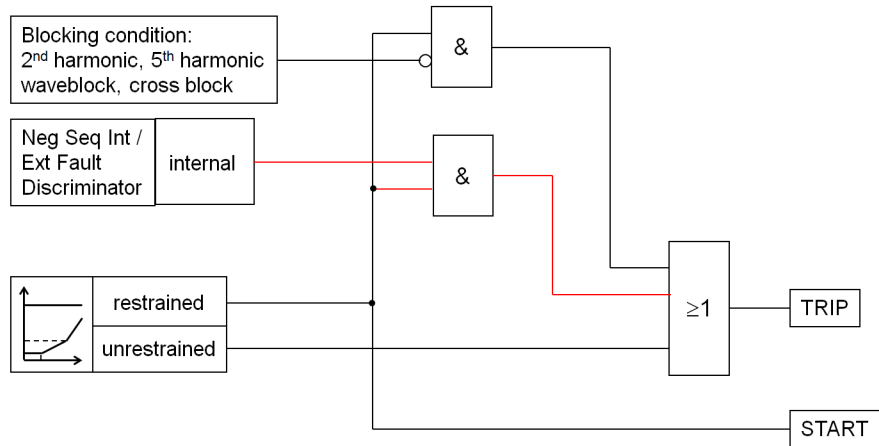 Blocking condition:
2nd harmonic, 5th harmonic
waveblock, cross block
&
Neg Seq Int /
Ext Fault
Discriminator
internal
&
restrained
unrestrained
≥1
TRIP
START